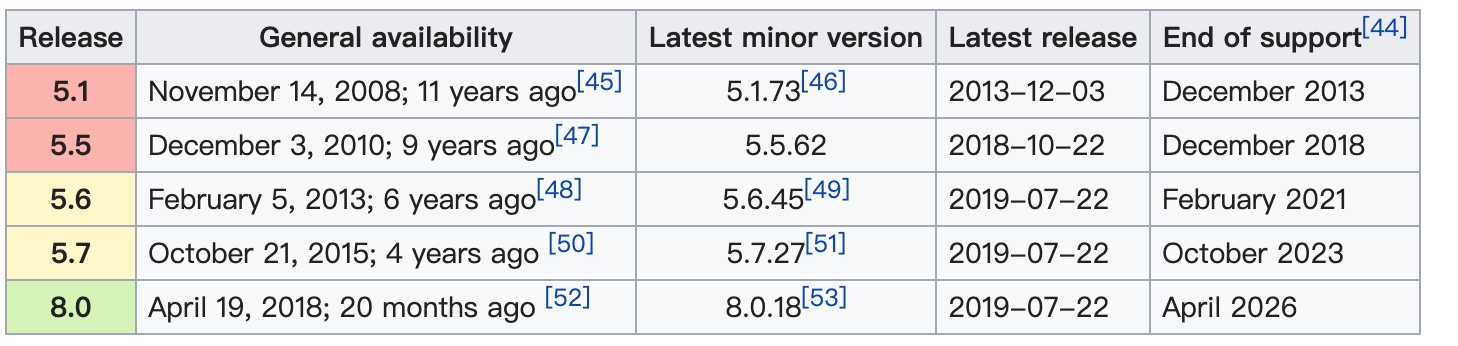 Release General availability Latest minor version Latest release End of support[44]
5.1 November 14, 2008; 11 years ago[45] 5.1.73[46] 2013–12–03 December 2013
5.5 December 3, 2010; 9 years ago[47] 5.5.62 2018–10–22 December 2018
5.6 February 5, 2013; 6 years ago[48] 5.6.45[49] 2019–07–22 February 2021
5.7 October 21, 2015; 4 years ago [50] 5.7.27[51] 2019–07–22 October 2023
8.0 April 19, 2018; 20 months ago [52] 8.0.18[53] 2019–07–22 April 2026